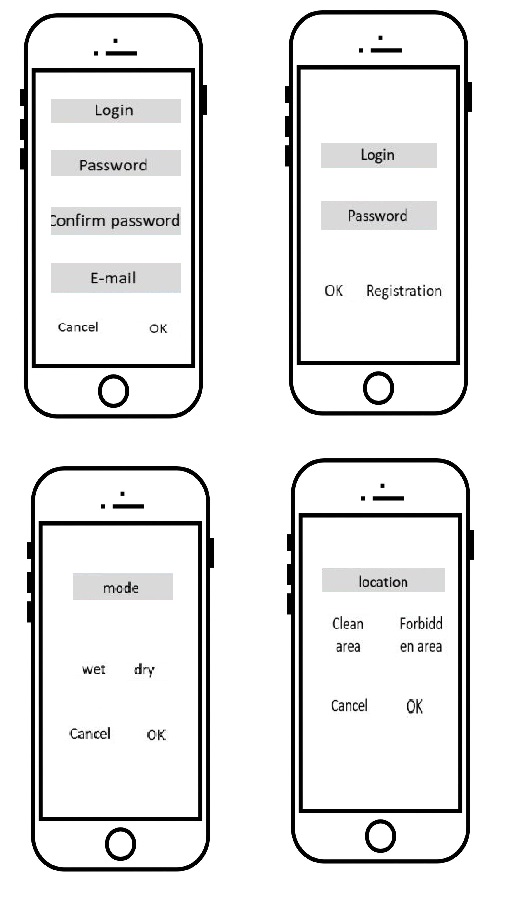 Login
Password
Confirm password
E-mail
Cancel OK
Login
Password
OK Registration
mode
wet dry
Cancel OK
location
Clean Forbidd
area en area
Cancel OK